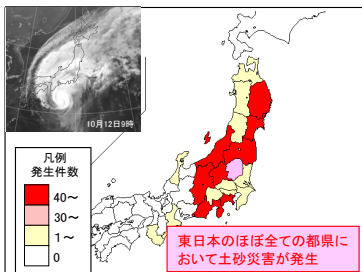 10月12日9時
凡例
発生件数
40～
30～
1～
0
東日本のほぼ全ての都県に
おいて土砂災害が発生